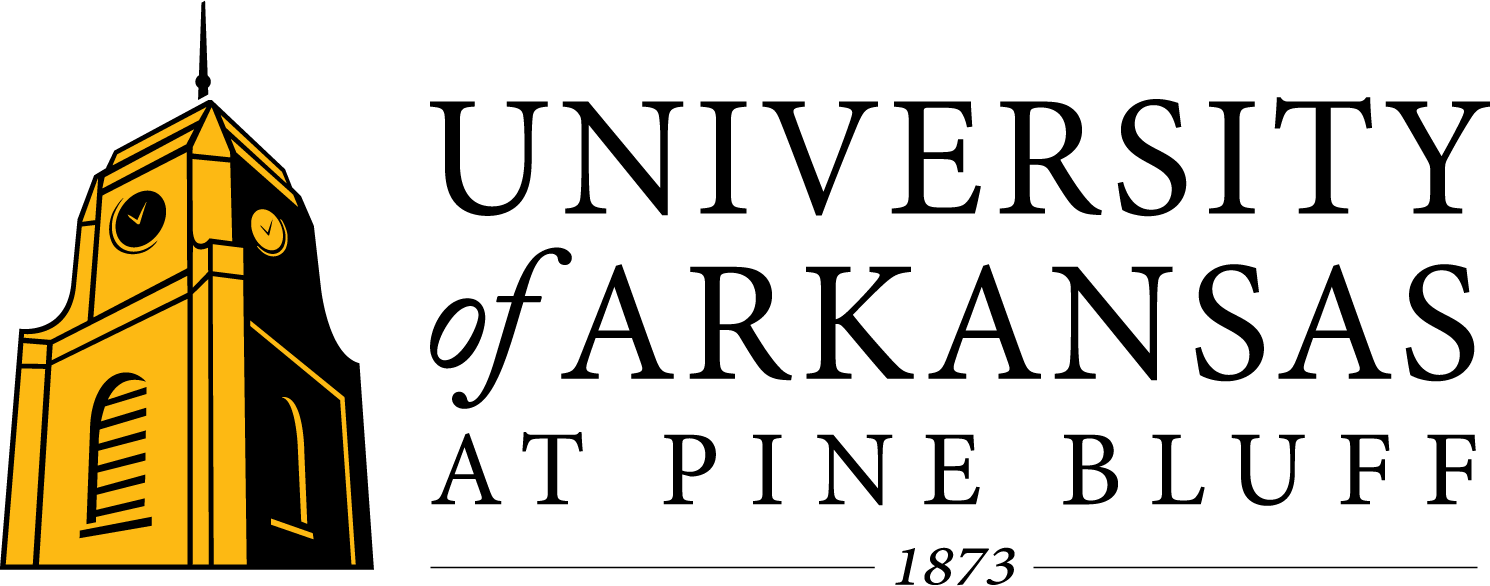 UNIVERSITY
of ARKANSAS
AT PINE BLUFF
1873